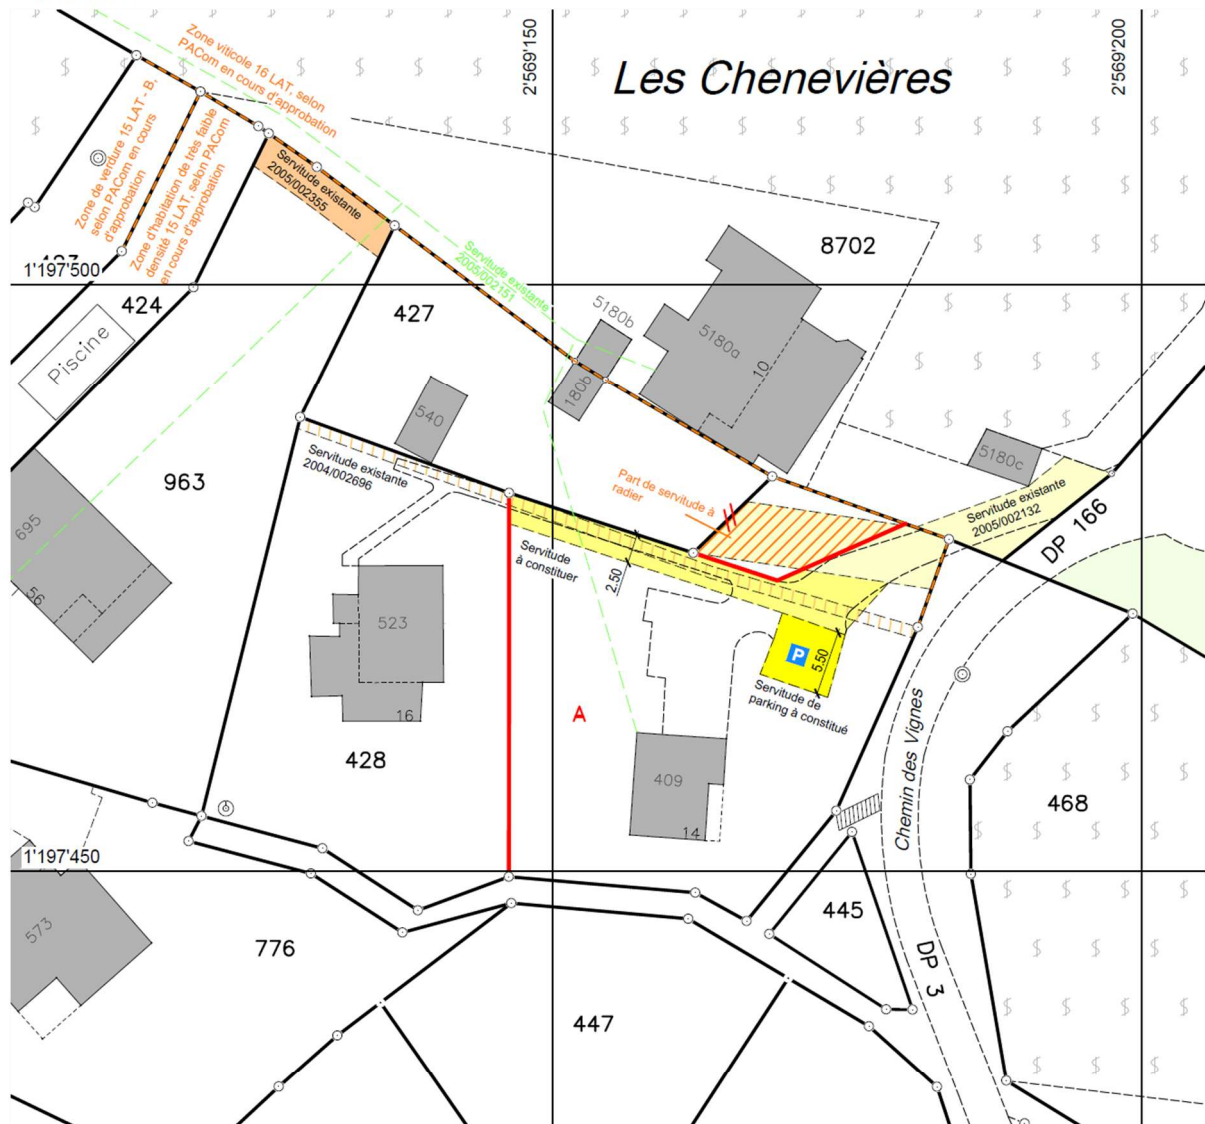 Zone viticole 16 LAT, selon
PACom en cours d'approbation
2'569'150
Les Chenevières
2'569'200
Zone de verdure 15 LAT - B,
selon PACom en cours
d'approbation
Zone d'habitation de très faible
densité 15 LAT, selon PACom
en cours d'approbation
Servitude existante
2005/002355
Servitude existante
2005/002151
8702
1'197'500
424
427
5180b
5180a
10
Piscine
180b
540
5180c
963
Servitude existante
2004/002696
Part de servitude à
radier
Servitude existante
2005/002132
DP 166
695
56
Servitude
à constituer
2.50
523
16
P
5.50
Servitude de
parking à constitué
A
Chemin des Vignes
428
409
14
468
1'197'450
573
776
445
DP 3
447